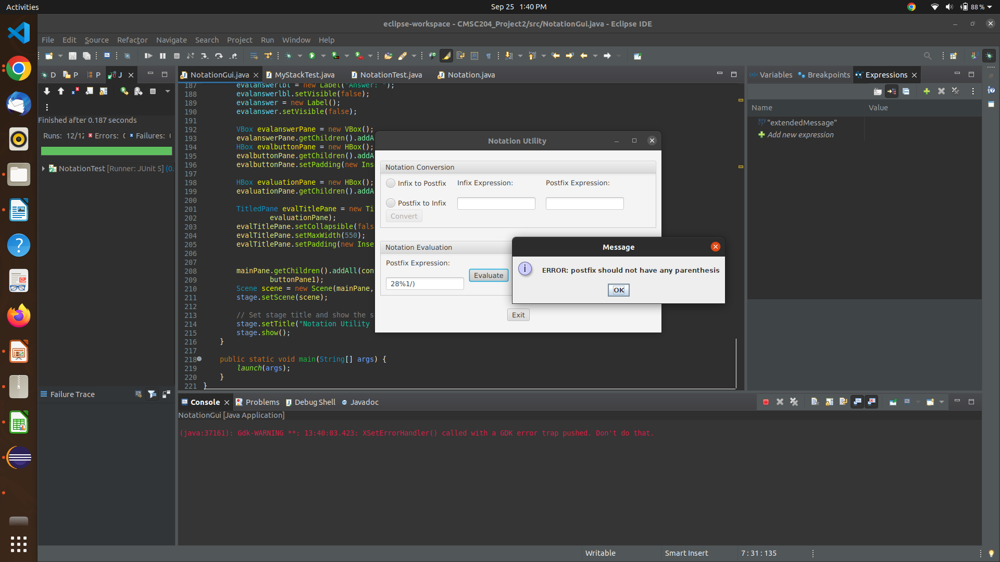 Activities
Sep 25 1:40 PM
88 %
eclipse-workspace - CMSC204_Project2/src/NotationGui.java - Eclipse IDE
File Edit Source Refactor Navigate Search Project Run Window Help
D P P J
NotationGui.java MyStackTest.java NotationTest.java Notation.java
Variables Breakpoints Expressions
Finished after 0.187 seconds
Runs: 12/12 Errors: Failures:
NotationTest [Runner: JUnit 5] (0.
Failure Trace
187 evalanswerlbl = new Label("Answer: ");
188 evalanswerlbl.setVisible(false);
189 evalanswer = new Label();
190 evalanswer.setVisible(false);
191
192 VBox evalanswerPane = new VBox();
193 evalanswerPane.getChildren().addA
194 HBox evalbuttonPane = new HBox();
195 evalbuttonPane.getChildren().addA
196 evalbuttonPane.setPadding(new Inse
197
198 HBox evaluationPane = new HBox();
199 evaluationPane.getChildren().addA
200
201 TitledPane evalTitlePane = new Ti
202 evaluationPane);
203 evalTitlePane.setCollapsible(fals
204 evalTitlePane.setMaxWidth(550);
205 evalTitlePane.setPadding(new Inse
206
207
208 mainPane.getChildren().addAll(con
209 buttonPane1);
210 Scene scene = new Scene(mainPane,
211 stage.setScene(scene);
212
213 // Set stage title and show the s
214 stage.setTitle("Notation Utility
215 stage.show();
216 }
217
218 public static void main(String[] args) {
219 launch(args);
220 }
221 }
Notation Utility
Notation Conversion
Infix to Postfix Infix Expression: Postfix Expression:
Postfix to Infix
Convert
Notation Evaluation
Postfix Expression:
Evaluate
28%1/)
Exit
Message
ERROR: postfix should not have any parenthesis
OK
Name Value
"extendedMessage"
Add new expression
Console Problems Debug Shell Javadoc
NotationGui [Java Application]
(java:37161): Gdk-WARNING **: 13:40:03.423: XSetErrorHandler() called with a GDK error trap pushed. Don't do that.
Writable Smart Insert 7 : 31 : 135